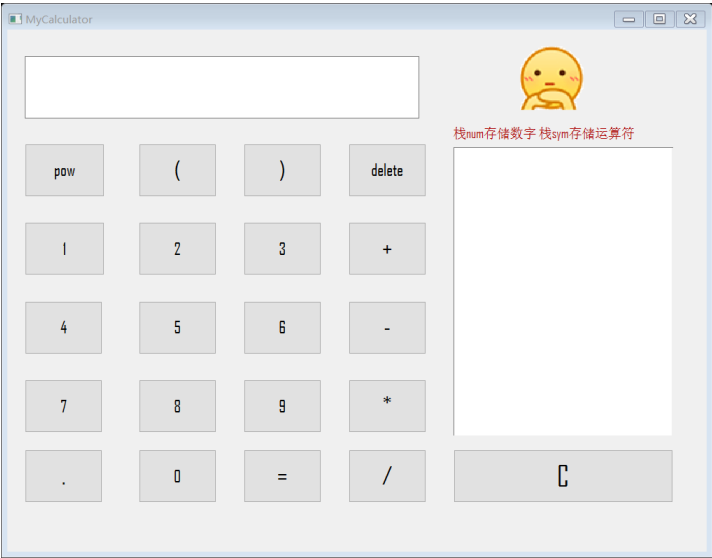 MyCalculator
栈num存储数字 栈sym存储运算符
pow ( ) delete
1 2 3 +
4 5 6 -
7 8 9 *
. 0 = / C